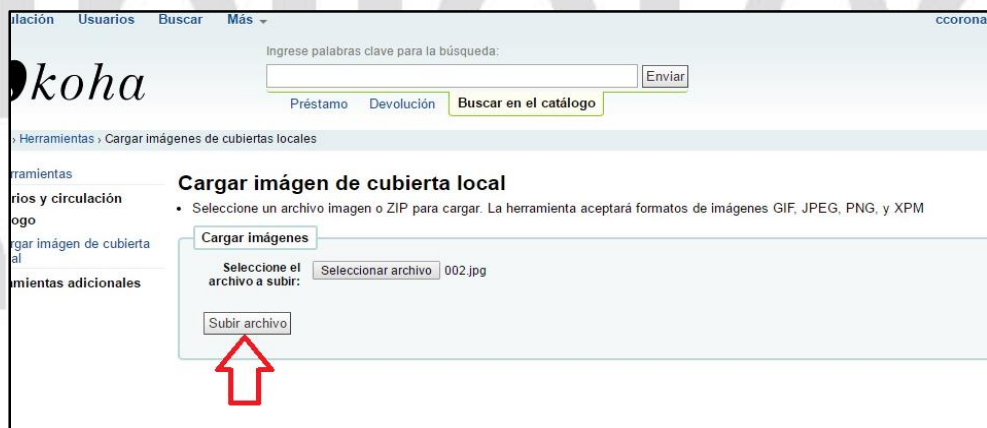 ulación Usuarios Buscar Más
ccorona
Ingrese palabras clave para la búsqueda:
koha
Enviar
Préstamo Devolución Buscar en el catálogo
› Herramientas › Cargar imágenes de cubiertas locales
rramientas
rios y circulación
ogo
rgar imágen de cubierta
al
mientas adicionales
Cargar imágen de cubierta local
• Seleccione un archivo imagen o ZIP para cargar. La herramienta aceptará formatos de imágenes GIF, JPEG, PNG, y XPM
Cargar imágenes
Seleccione el
archivo a subir: Seleccionar archivo 002.jpg
Subir archivo